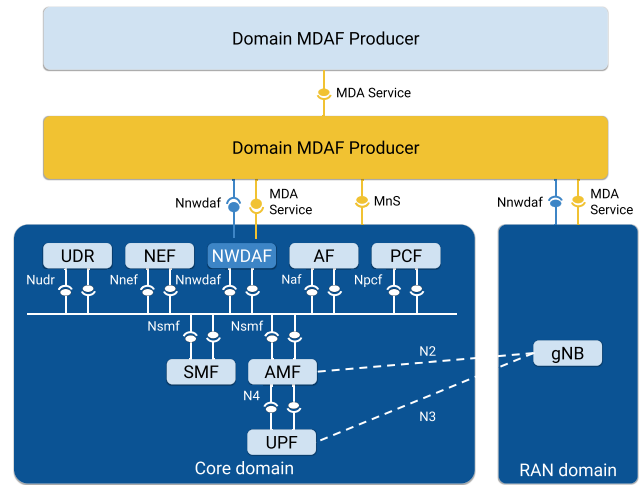 Domain MDAF Producer
MDA Service
Domain MDAF Producer
Nnwdaf
MDA
Service
MnS
Nnwdaf
MDA
Service
UDR
NEF
NWDAF
AF
PCF
Nudr
Nnef
Nnwdaf
Naf
Npcf
Nsmf
Nsmf
SMF
AMF
N2
gNB
N4
N3
UPF
Core domain
RAN domain